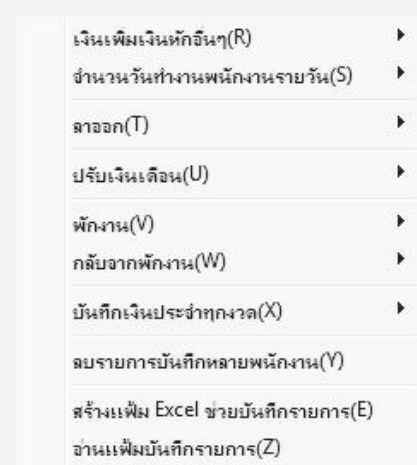 เงินเพิ่มเงินหักอื่นๆ(R)
จำนวนวันทำงานพนักงานรายวัน(S)
ลาออก(T)
ปรับเงินเดือน(U)
พักงาน(V)
กลับจากพักงาน(W)
บันทึกเงินประจำทุกงวด(X)
ลบรายการบันทึกหลายพนักงาน(Y)
สร้างแฟ้ม Excel ช่วยบันทึกรายการ(E)
อ่านแฟ้มบันทึกรายการ(Z)